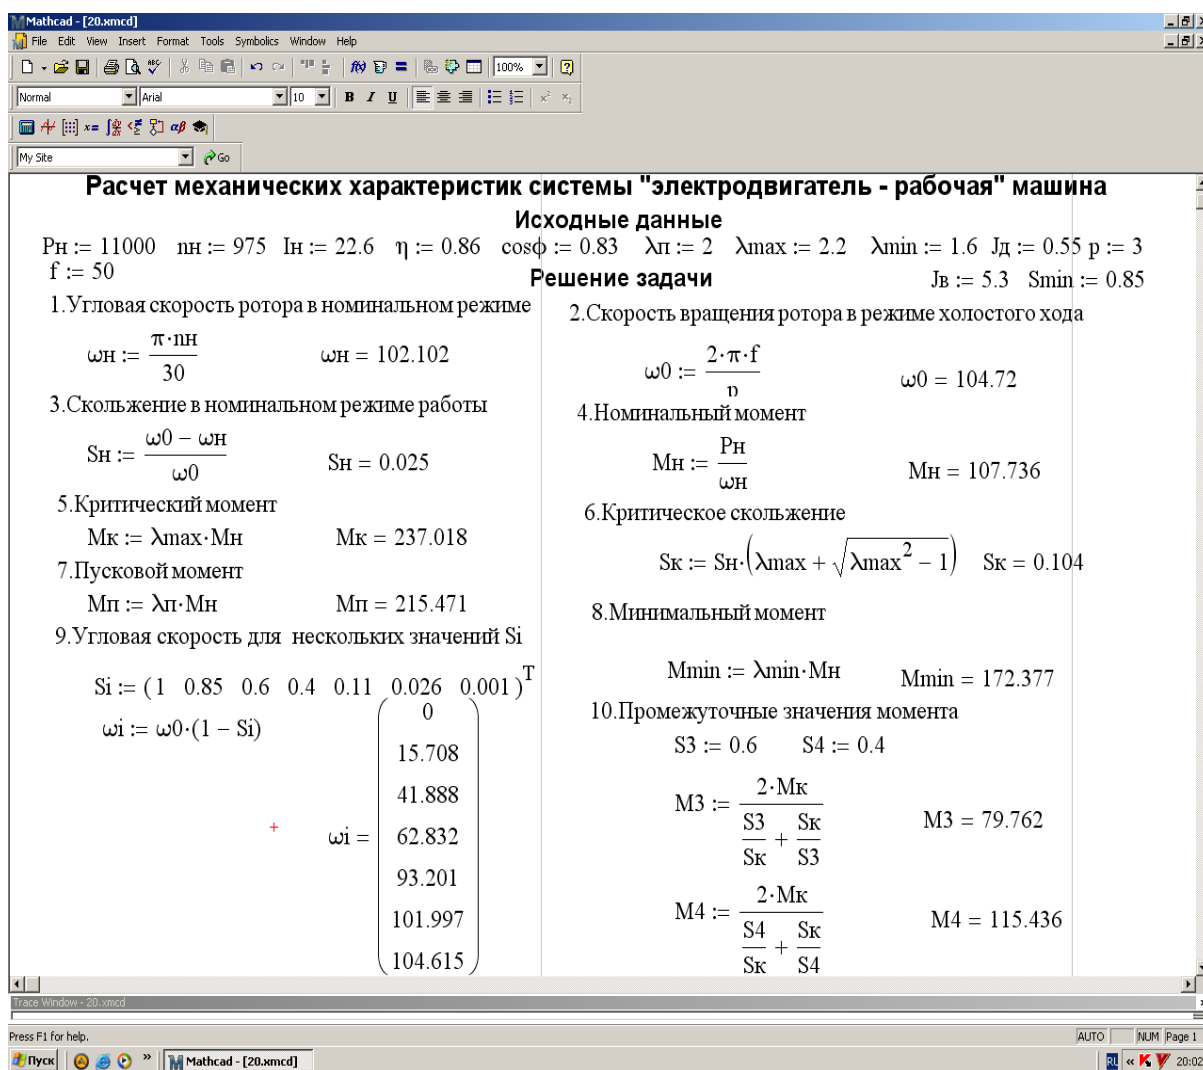 Mathcad - [20.xmcd]
File Edit View Insert Format Tools Symbolics Window Help
100%
Normal Arial 10 B I U
My Site Go
Расчет механических характеристик системы "электродвигатель - рабочая" машина
Исходные данные
Pн := 11000 nн := 975 Iн := 22.6 η := 0.86 cosϕ := 0.83 λп := 2 λmax := 2.2 λmin := 1.6 Jд := 0.55 p := 3
f := 50
Решение задачи
Jв := 5.3 Smin := 0.85
1.Угловая скорость ротора в номинальном режиме
ωн := π·nн / 30 ωн = 102.102
2.Скорость вращения ротора в режиме холостого хода
ω0 := 2·π·f / p ω0 = 104.72
3.Скольжение в номинальном режиме работы
Sн := ω0 − ωн / ω0 Sн = 0.025
4.Номинальный момент
Mн := Pн / ωн Mн = 107.736
5.Критический момент
Mк := λmax·Mн Mк = 237.018
6.Критическое скольжение
Sк := Sн·(λmax + √(λmax² − 1)) Sк = 0.104
7.Пусковой момент
Mп := λп·Mн Mп = 215.471
8.Минимальный момент
Mmin := λmin·Mн Mmin = 172.377
9.Угловая скорость для нескольких значений Si
Si := (1 0.85 0.6 0.4 0.11 0.026 0.001)^T
ωi := ω0·(1 − Si)
ωi =
0
15.708
41.888
62.832
93.201
101.997
104.615
10.Промежуточные значения момента
S3 := 0.6 S4 := 0.4
M3 := 2·Mк / (S3/Sк + Sк/S3) M3 = 79.762
M4 := 2·Mк / (S4/Sк + Sк/S4) M4 = 115.436
Trace Window - 20.xmcd
Press F1 for help. AUTO NUM Page 1
Пуск Mathcad - [20.xmcd] RU 20:02